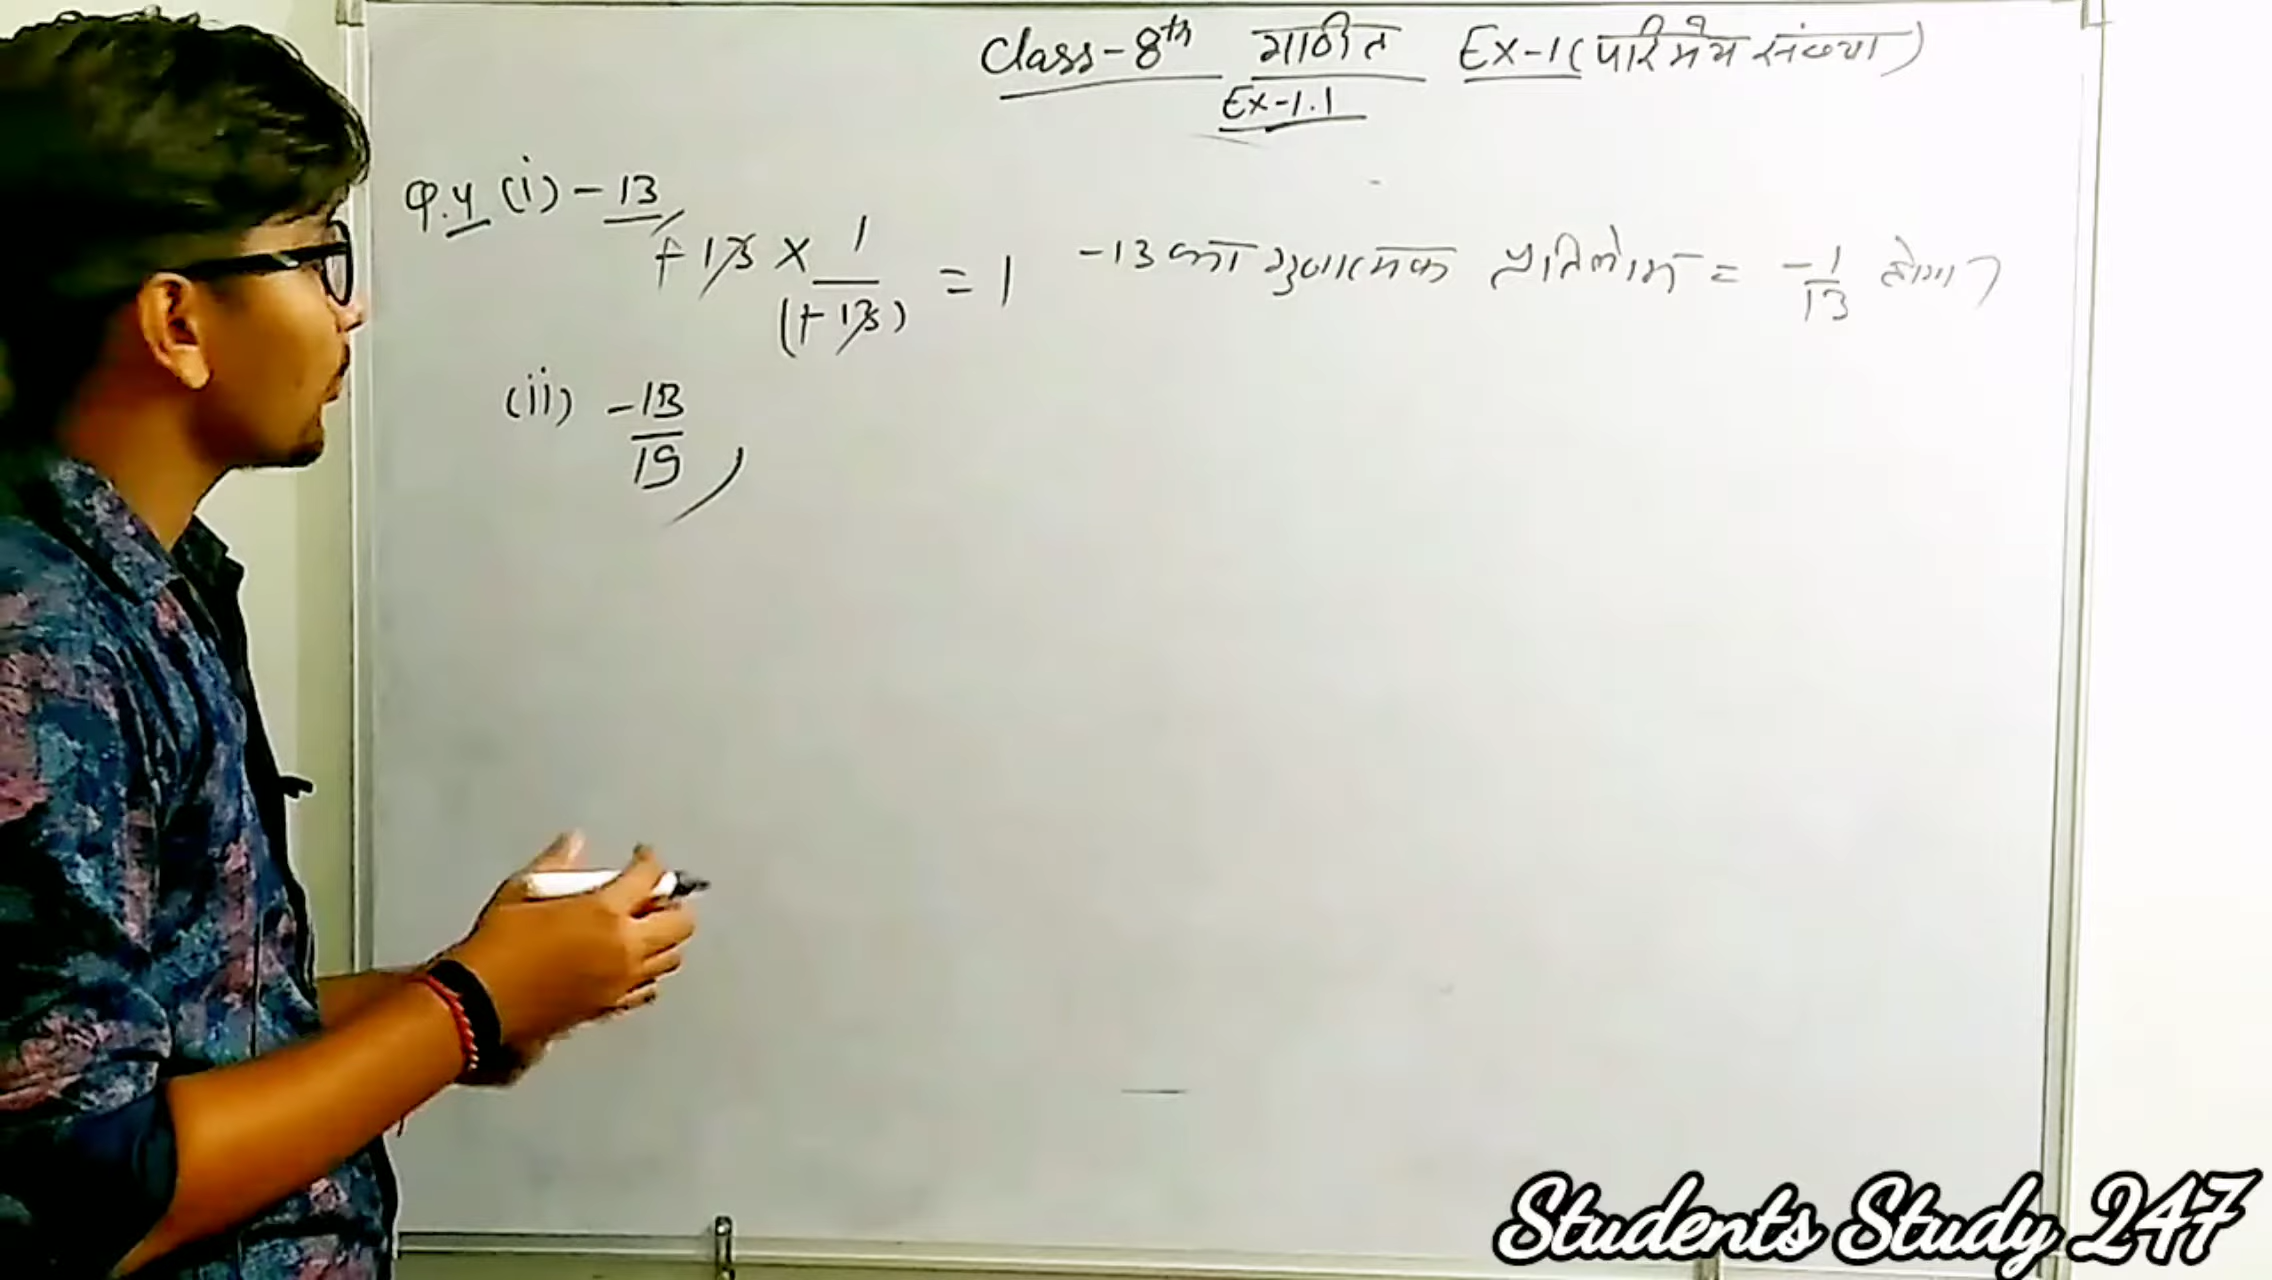 Class-8th गणित Ex-1(परिमेय संख्या)
Ex-1.1
Q.4 (i) -13,
-13 × 1/(-13) = 1 -13 का गुणात्मक प्रतिलोम = -1/13 होगा
(ii) -13/19,
Students Study 247